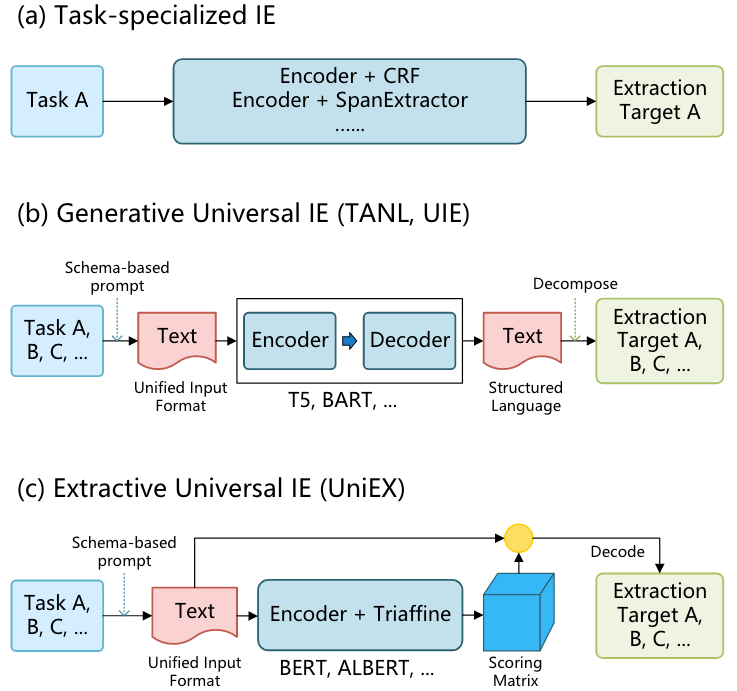 (a) Task-specialized IE
Task A
Encoder + CRF
Encoder + SpanExtractor
......
Extraction
Target A
(b) Generative Universal IE (TANL, UIE)
Schema-based
prompt
Task A,
B, C, ...
Text
Unified Input
Format
Encoder
Decoder
T5, BART, ...
Text
Structured
Language
Decompose
Extraction
Target A,
B, C, ...
(c) Extractive Universal IE (UniEX)
Schema-based
prompt
Task A,
B, C, ...
Text
Unified Input
Format
Encoder + Triaffine
BERT, ALBERT, ...
Scoring
Matrix
Decode
Extraction
Target A,
B, C, ...